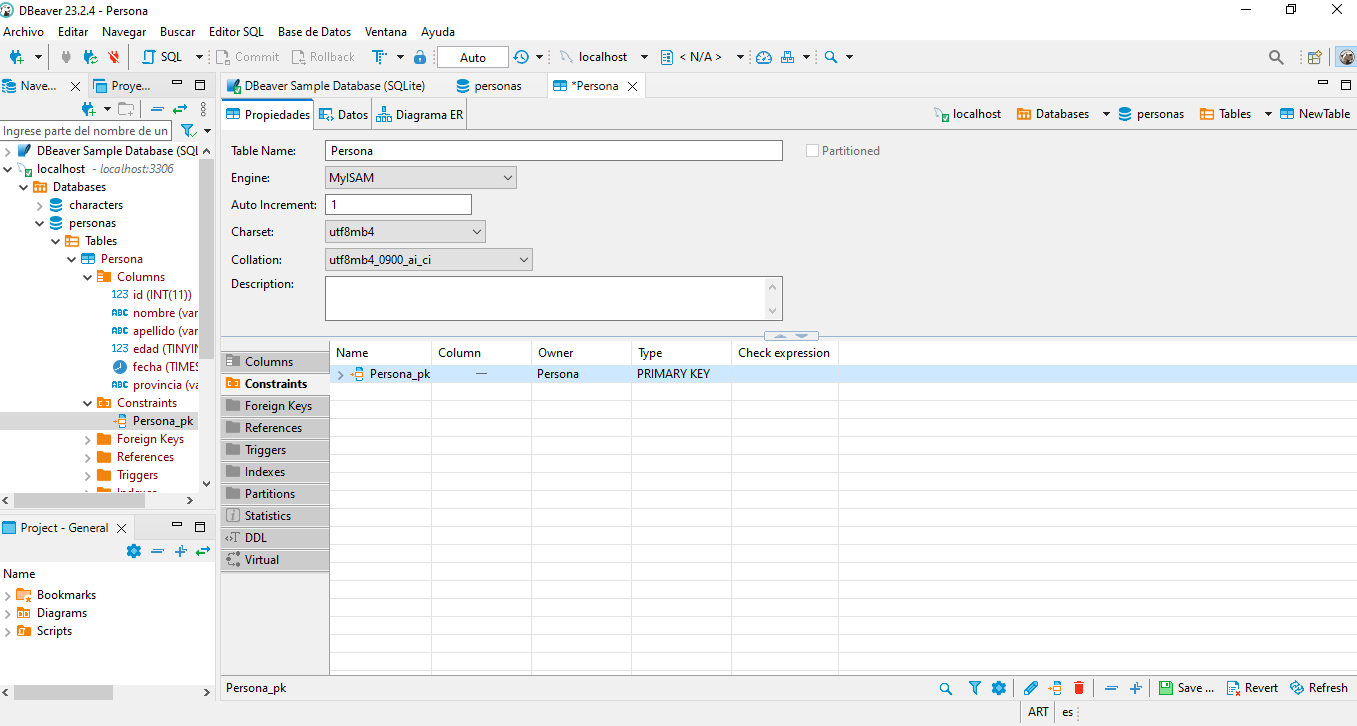 DBeaver 23.2.4 - Persona
Archivo Editar Navegar Buscar Editor SQL Base de Datos Ventana Ayuda
SQL Commit Rollback Auto localhost < N/A >
Nave... Proye... DBeaver Sample Database (SQLite) personas *Persona
Propiedades Datos Diagrama ER localhost Databases personas Tables NewTable
Ingrese parte del nombre de un
DBeaver Sample Database (SQL
localhost - localhost:3306
Databases
characters
personas
Tables
Persona
Columns
123 id (INT(11))
ABC nombre (var
ABC apellido (var
123 edad (TINYIN
fecha (TIMES
ABC provincia (va
Constraints
Persona_pk
Foreign Keys
References
Triggers
Indexes
Table Name: Persona Partitioned
Engine: MyISAM
Auto Increment: 1
Charset: utf8mb4
Collation: utf8mb4_0900_ai_ci
Description:
Columns
Constraints
Foreign Keys
References
Triggers
Indexes
Partitions
Statistics
DDL
Virtual
Name Column Owner Type Check expression
Persona_pk Persona PRIMARY KEY
Project - General
Name
Bookmarks
Diagrams
Scripts
Persona_pk Save ... Revert Refresh
ART es